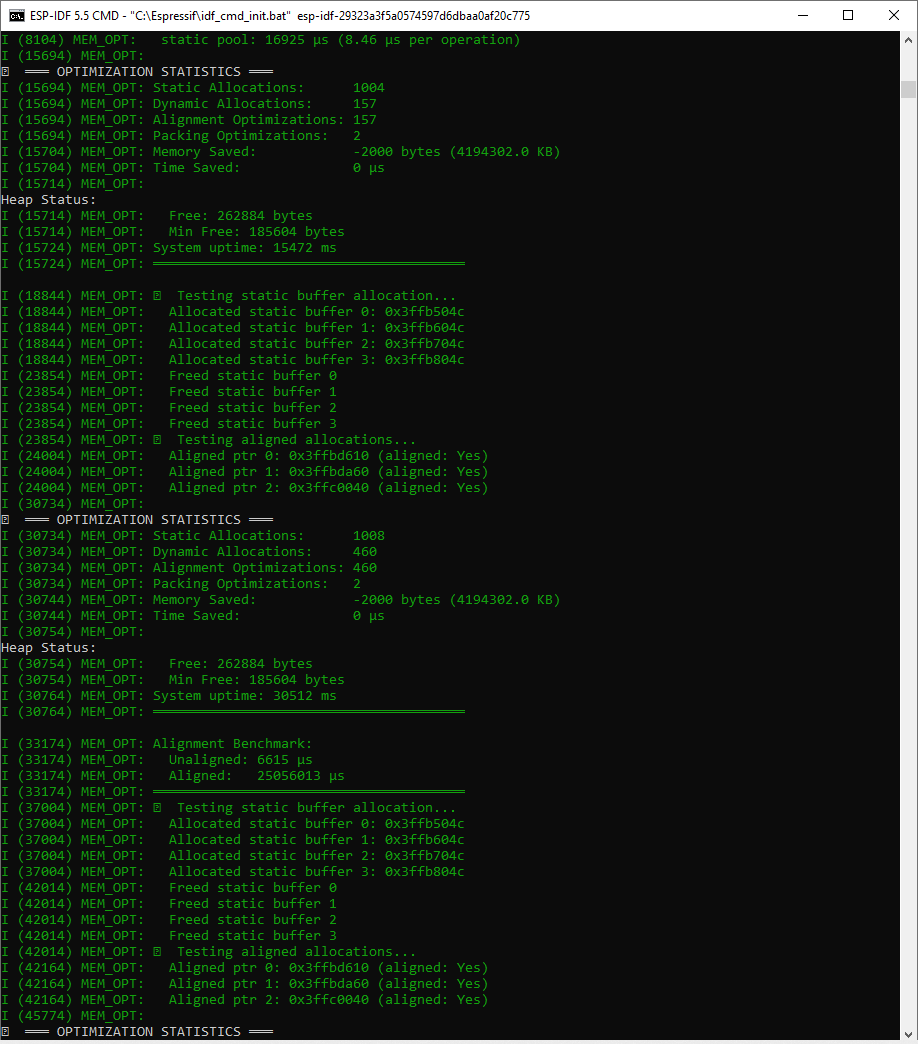 ESP-IDF 5.5 CMD - "C:\Espressif\idf_cmd_init.bat" esp-idf-29323a3f5a0574597d6dbaa0af20c775
I (8104) MEM_OPT:   static pool: 16925 µs (8.46 µs per operation)
I (15694) MEM_OPT:
═══ OPTIMIZATION STATISTICS ═══
I (15694) MEM_OPT: Static Allocations:      1004
I (15694) MEM_OPT: Dynamic Allocations:     157
I (15694) MEM_OPT: Alignment Optimizations: 157
I (15694) MEM_OPT: Packing Optimizations:   2
I (15704) MEM_OPT: Memory Saved:            -2000 bytes (4194302.0 KB)
I (15704) MEM_OPT: Time Saved:              0 µs
I (15714) MEM_OPT:
Heap Status:
I (15714) MEM_OPT:   Free: 262884 bytes
I (15714) MEM_OPT:   Min Free: 185604 bytes
I (15724) MEM_OPT: System uptime: 15472 ms
I (15724) MEM_OPT: ═══════════════════════════════════════
I (18844) MEM_OPT:   Testing static buffer allocation...
I (18844) MEM_OPT:   Allocated static buffer 0: 0x3ffb504c
I (18844) MEM_OPT:   Allocated static buffer 1: 0x3ffb604c
I (18844) MEM_OPT:   Allocated static buffer 2: 0x3ffb704c
I (18844) MEM_OPT:   Allocated static buffer 3: 0x3ffb804c
I (23854) MEM_OPT:   Freed static buffer 0
I (23854) MEM_OPT:   Freed static buffer 1
I (23854) MEM_OPT:   Freed static buffer 2
I (23854) MEM_OPT:   Freed static buffer 3
I (23854) MEM_OPT:   Testing aligned allocations...
I (24004) MEM_OPT:   Aligned ptr 0: 0x3ffbd610 (aligned: Yes)
I (24004) MEM_OPT:   Aligned ptr 1: 0x3ffbda60 (aligned: Yes)
I (24004) MEM_OPT:   Aligned ptr 2: 0x3ffc0040 (aligned: Yes)
I (30734) MEM_OPT:
═══ OPTIMIZATION STATISTICS ═══
I (30734) MEM_OPT: Static Allocations:      1008
I (30734) MEM_OPT: Dynamic Allocations:     460
I (30734) MEM_OPT: Alignment Optimizations: 460
I (30734) MEM_OPT: Packing Optimizations:   2
I (30744) MEM_OPT: Memory Saved:            -2000 bytes (4194302.0 KB)
I (30744) MEM_OPT: Time Saved:              0 µs
I (30754) MEM_OPT:
Heap Status:
I (30754) MEM_OPT:   Free: 262884 bytes
I (30754) MEM_OPT:   Min Free: 185604 bytes
I (30764) MEM_OPT: System uptime: 30512 ms
I (30764) MEM_OPT: ═══════════════════════════════════════
I (33174) MEM_OPT: Alignment Benchmark:
I (33174) MEM_OPT:   Unaligned: 6615 µs
I (33174) MEM_OPT:   Aligned:   25056013 µs
I (33174) MEM_OPT: ═══════════════════════════════════════
I (37004) MEM_OPT:   Testing static buffer allocation...
I (37004) MEM_OPT:   Allocated static buffer 0: 0x3ffb504c
I (37004) MEM_OPT:   Allocated static buffer 1: 0x3ffb604c
I (37004) MEM_OPT:   Allocated static buffer 2: 0x3ffb704c
I (37004) MEM_OPT:   Allocated static buffer 3: 0x3ffb804c
I (42014) MEM_OPT:   Freed static buffer 0
I (42014) MEM_OPT:   Freed static buffer 1
I (42014) MEM_OPT:   Freed static buffer 2
I (42014) MEM_OPT:   Freed static buffer 3
I (42014) MEM_OPT:   Testing aligned allocations...
I (42164) MEM_OPT:   Aligned ptr 0: 0x3ffbd610 (aligned: Yes)
I (42164) MEM_OPT:   Aligned ptr 1: 0x3ffbda60 (aligned: Yes)
I (42164) MEM_OPT:   Aligned ptr 2: 0x3ffc0040 (aligned: Yes)
I (45774) MEM_OPT:
═══ OPTIMIZATION STATISTICS ═══